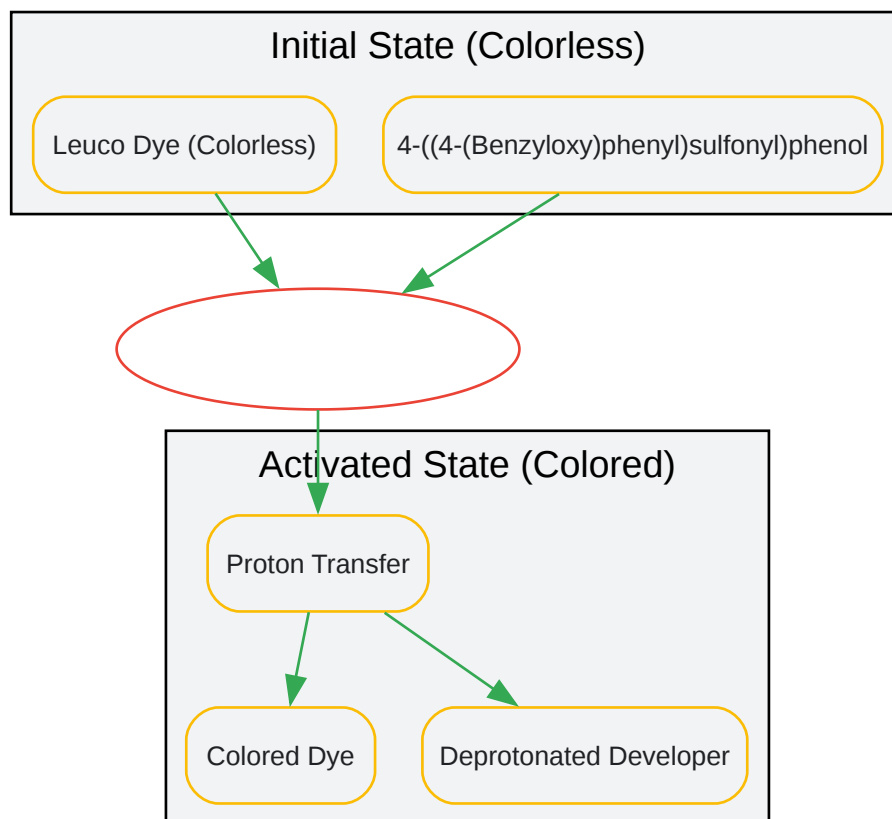 Initial State (Colorless)
Leuco Dye (Colorless)
4-((4-(Benzyloxy)phenyl)sulfonyl)phenol
Activated State (Colored)
Proton Transfer
Colored Dye
Deprotonated Developer